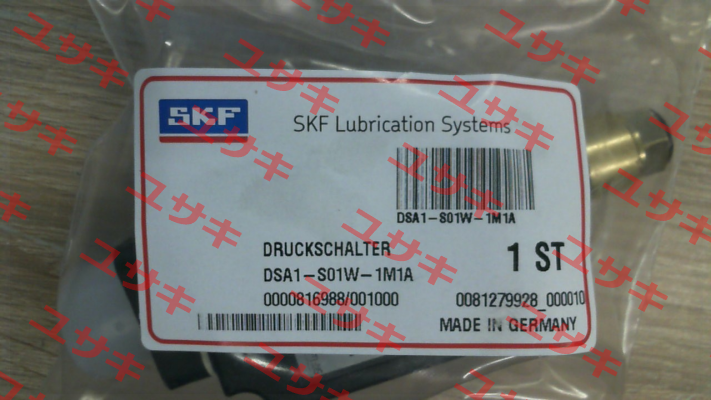 SKF
SKF Lubrication Systems
DSA1-S01W-1M1A
DRUCKSCHALTER
1 ST
DSA1-S01W-1M1A
0000816988/001000
0081279928_000010
MADE IN GERMANY
ユサキ